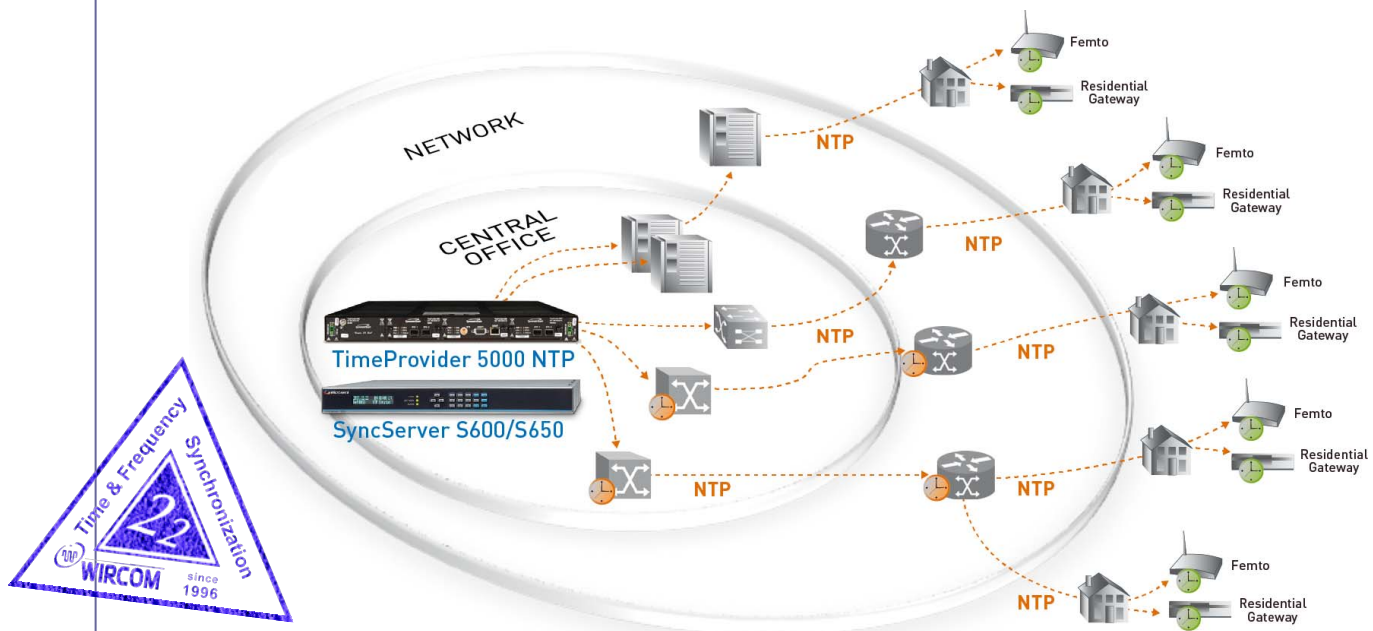 NETWORK
CENTRAL
OFFICE
TimeProvider 5000 NTP
SyncServer S600/S650
NTP
Femto
Residential
Gateway
NTP
NTP
Femto
Residential
Gateway
NTP
Femto
Residential
Gateway
NTP
NTP
Femto
Residential
Gateway
NTP
Femto
Residential
Gateway
Time & Frequency
Synchronization
22
WIRCOM
since
1996